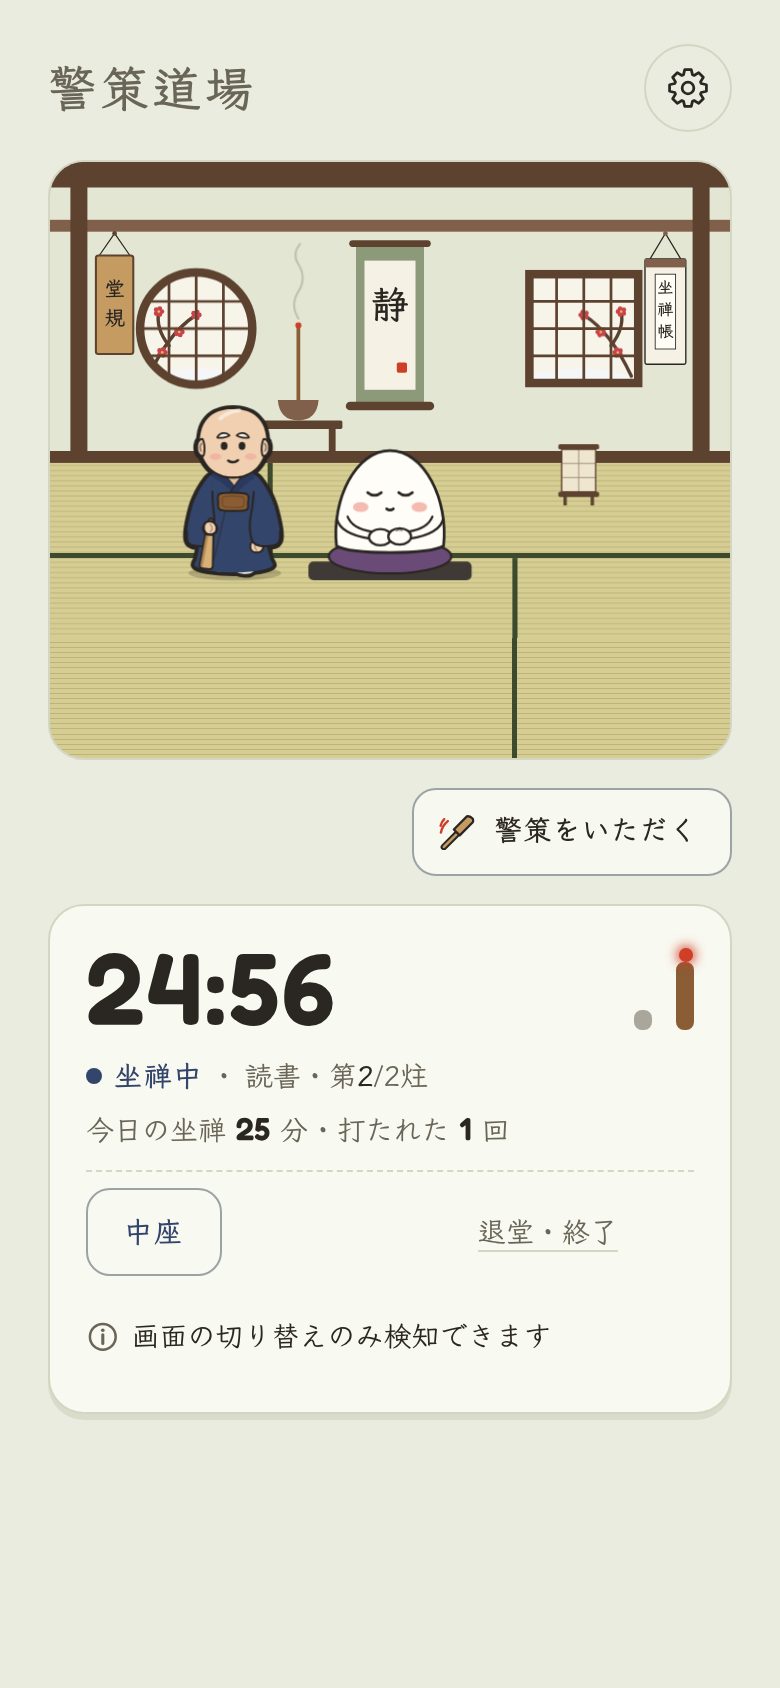 警策道場
堂規
静
坐禅帳
警策をいただく
24:56
坐禅中 ・ 読書・第2/2炷
今日の坐禅 25 分・打たれた 1 回
中座
退堂・終了
画面の切り替えのみ検知できます